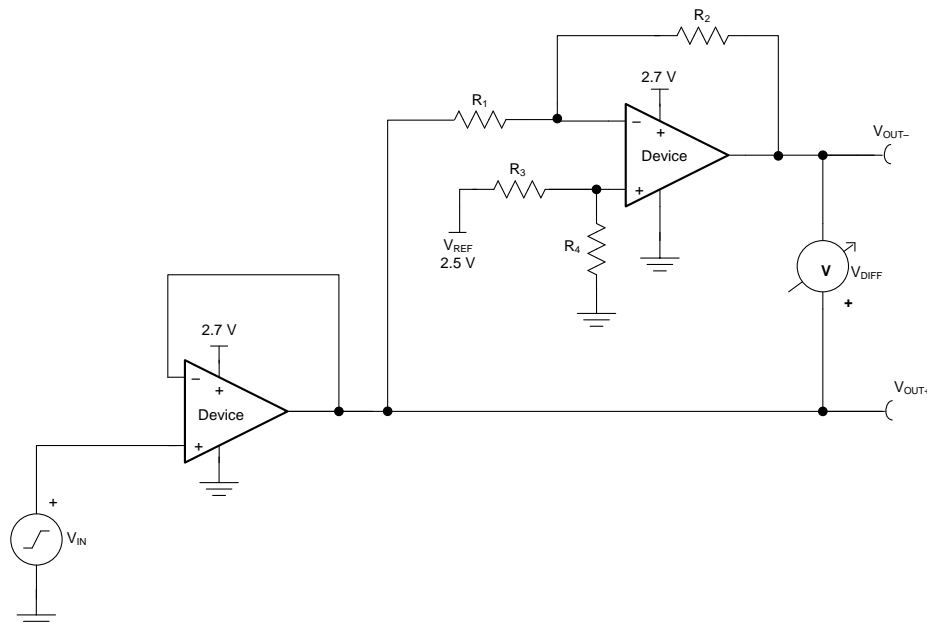 R2
2.7 V
R1
VOUT–
–
+
Device
R3
+
VREF
2.5 V
R4
V
VDIFF
+
2.7 V
VOUT+
–
+
Device
+
+
VIN